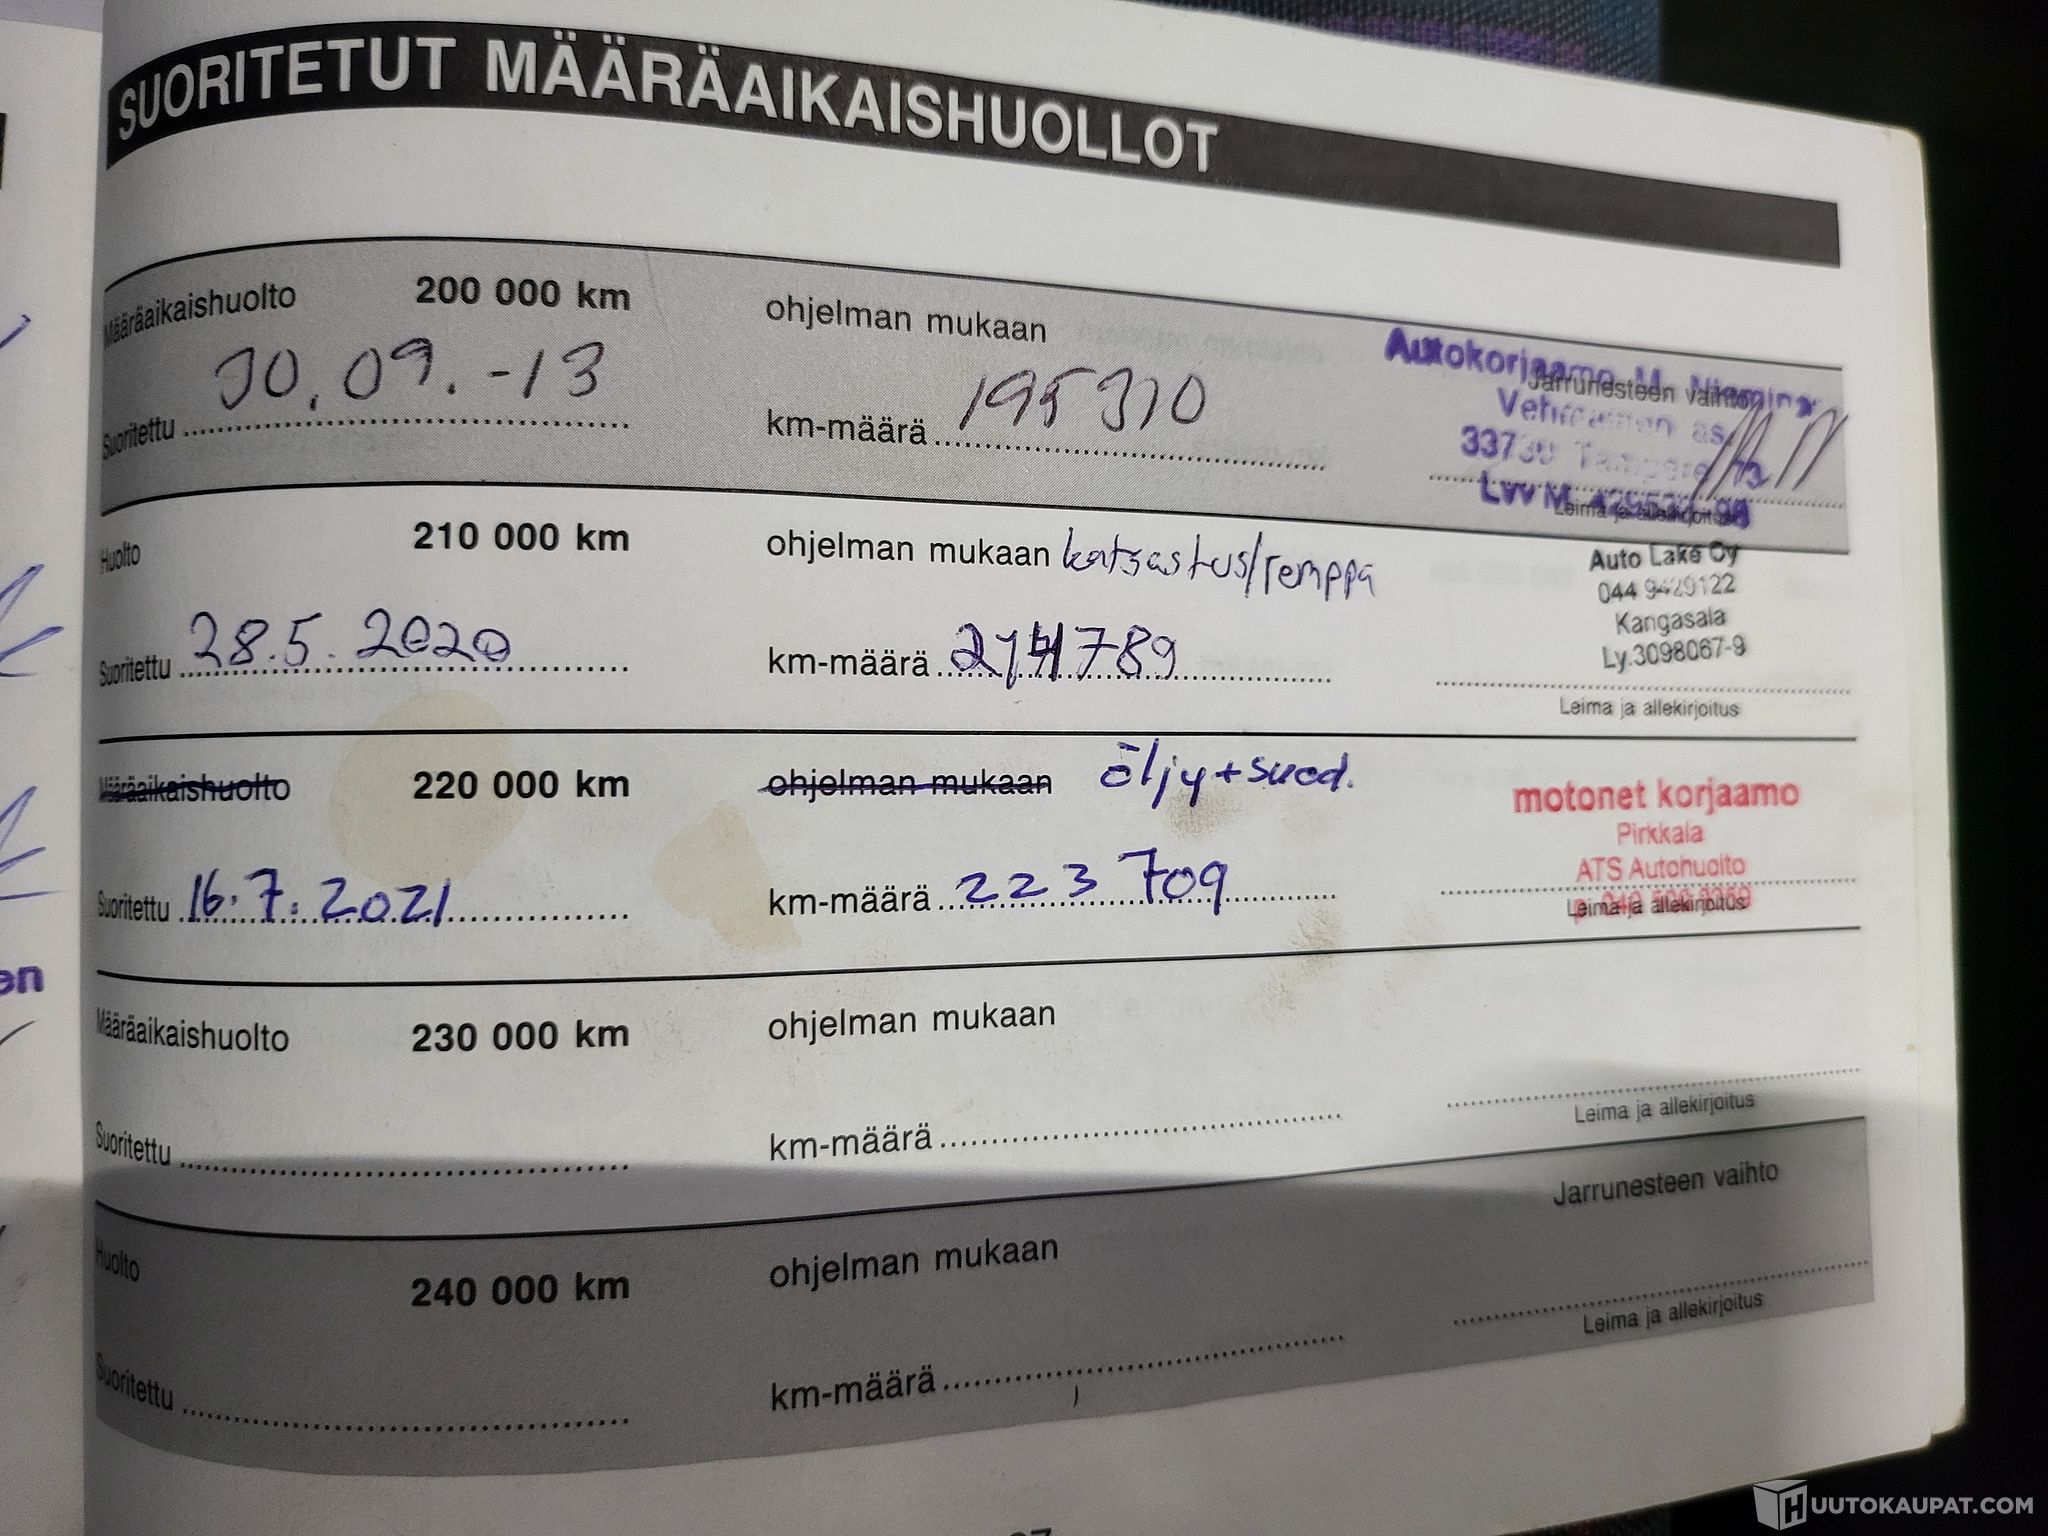 SUORITETUT MÄÄRÄAIKAISHUOLLOT
Määräaikaishuolto 200 000 km ohjelman mukaan
Jarrunesteen vaihto
Suoritettu 30.09.-13 km-määrä 195310
Autokorjaamo M.
as.
Leima ja allekirjoitus
Huolto 210 000 km ohjelman mukaan katsastus/remppa
Suoritettu 28.5.2020 km-määrä 214789
Auto Lake Oy
044 9429122
Kangasala
Ly.3098067-9
Leima ja allekirjoitus
Määräaikaishuolto 220 000 km ohjelman mukaan öljy+suod.
Suoritettu 16.7.2021 km-määrä 223 709
motonet korjaamo
Pirkkala
ATS Autohuolto
Leima ja allekirjoitus
Määräaikaishuolto 230 000 km ohjelman mukaan
Suoritettu km-määrä
Leima ja allekirjoitus
Huolto 240 000 km ohjelman mukaan
Jarrunesteen vaihto
Suoritettu km-määrä
Leima ja allekirjoitus
HUUTOKAUPAT.COM